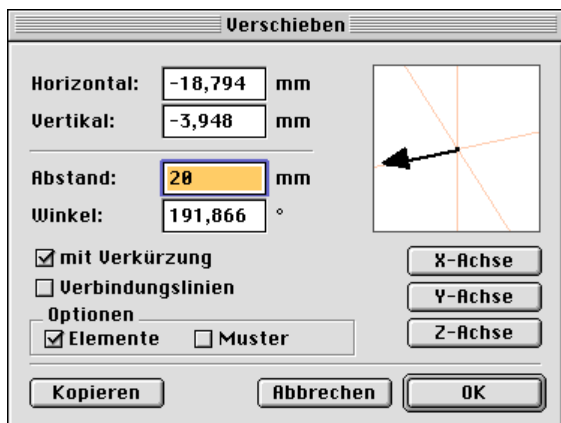 Verschieben
Horizontal: -18,794 mm
Vertikal: -3,948 mm
Abstand: 20 mm
Winkel: 191,866 °
mit Verkürzung
X-Achse
Verbindungslinien
Y-Achse
Optionen
Elemente Muster
Z-Achse
Kopieren Abbrechen OK